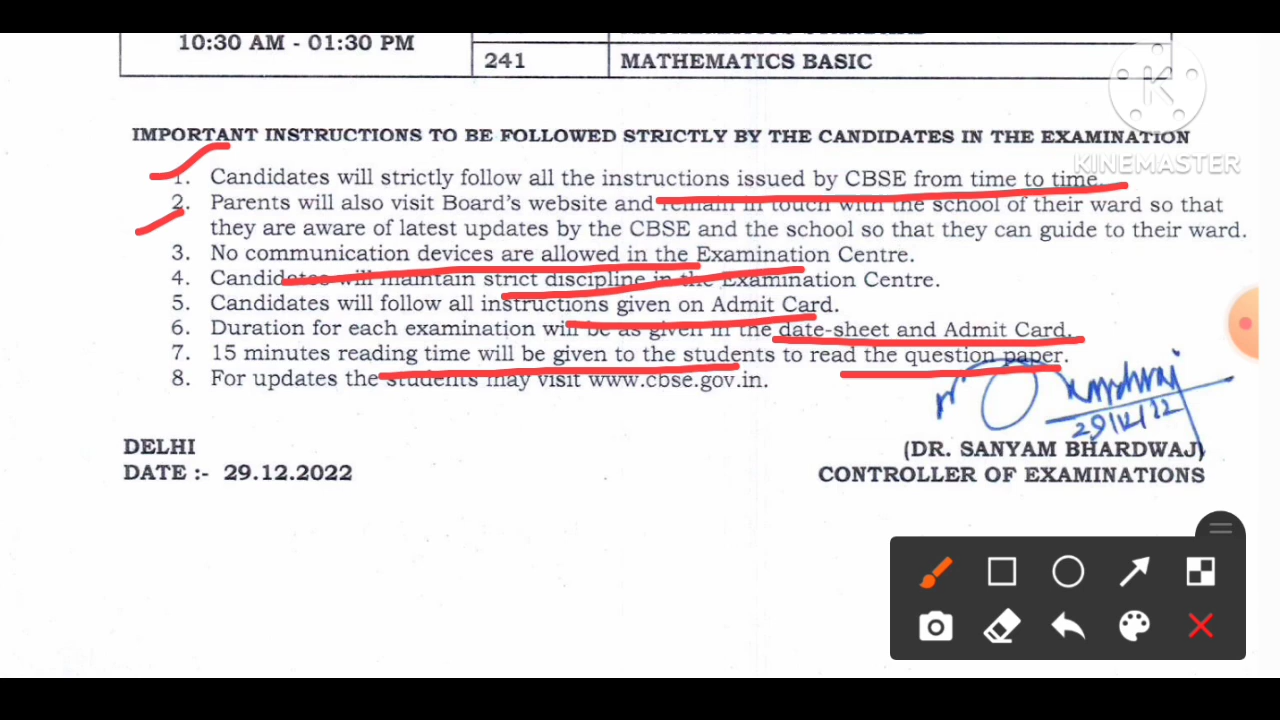 10:30 AM - 01:30 PM
241 MATHEMATICS BASIC
IMPORTANT INSTRUCTIONS TO BE FOLLOWED STRICTLY BY THE CANDIDATES IN THE EXAMINATION
KINEMASTER
1. Candidates will strictly follow all the instructions issued by CBSE from time to time.
2. Parents will also visit Board's website and remain in touch with the school of their ward so that
they are aware of latest updates by the CBSE and the school so that they can guide to their ward.
3. No communication devices are allowed in the Examination Centre.
4. Candidates will maintain strict discipline in the Examination Centre.
5. Candidates will follow all instructions given on Admit Card.
6. Duration for each examination will be as given in the date-sheet and Admit Card.
7. 15 minutes reading time will be given to the students to read the question paper.
8. For updates the students may visit www.cbse.gov.in.
29/12/22
DELHI
(DR. SANYAM BHARDWAJ)
DATE :- 29.12.2022
CONTROLLER OF EXAMINATIONS